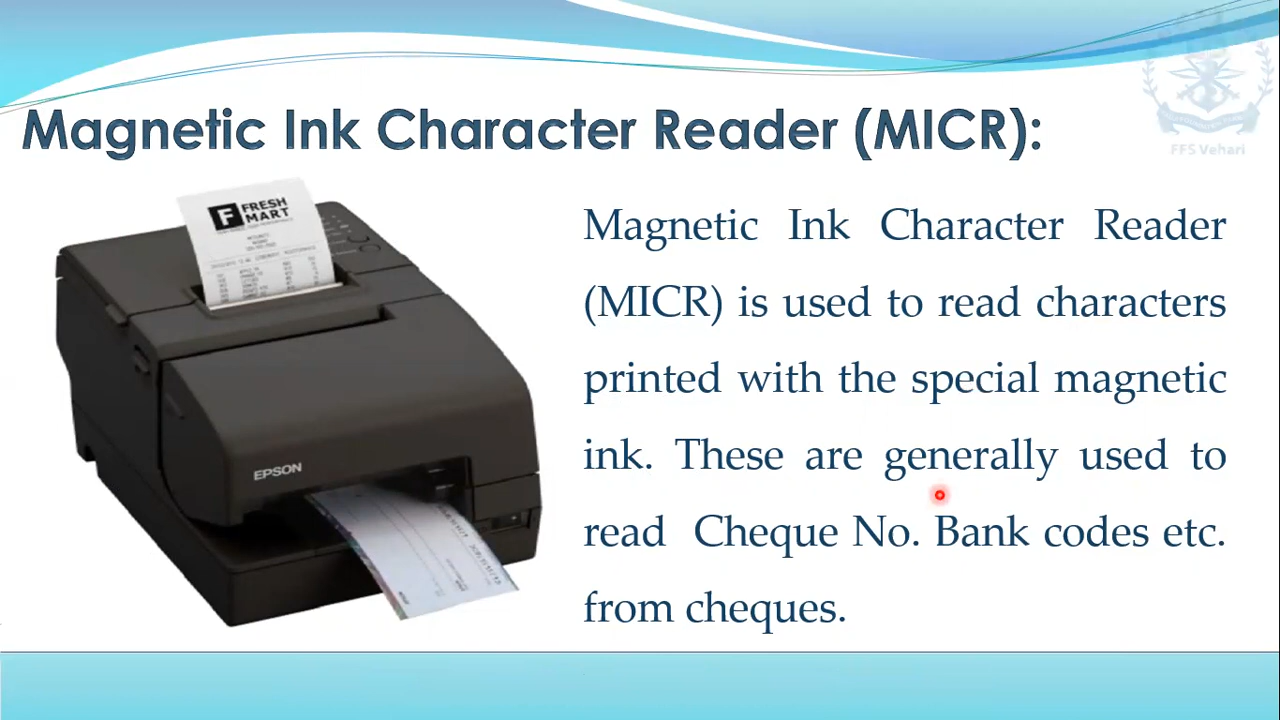 Magnetic Ink Character Reader (MICR):
FFS Vehari
F FRESH
MART
Magnetic Ink Character Reader
(MICR) is used to read characters
printed with the special magnetic
ink. These are generally used to
read Cheque No. Bank codes etc.
from cheques.
EPSON